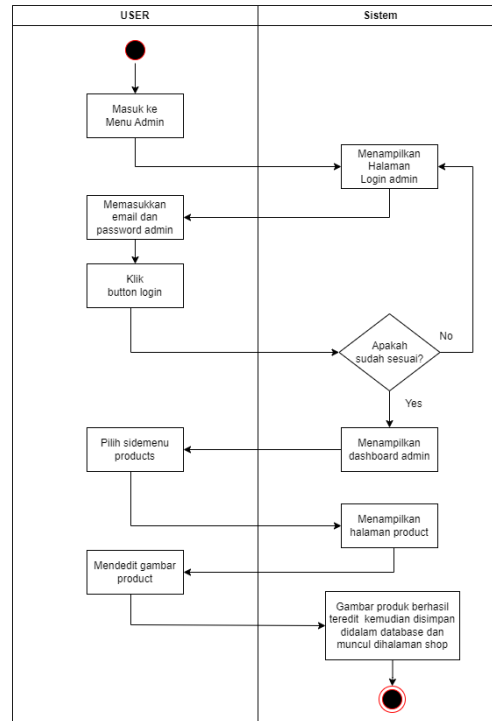 USER
Sistem
Masuk ke
Menu Admin
Menampilkan
Halaman
Login admin
Memasukkan
email dan
password admin
Klik
button login
Apakah
sudah sesuai?
No
Yes
Menampilkan
dashboard admin
Pilih sidemenu
products
Menampilkan
halaman product
Mendedit gambar
product
Gambar produk berhasil
teredit kemudian disimpan
didalam database dan
muncul dihalaman shop